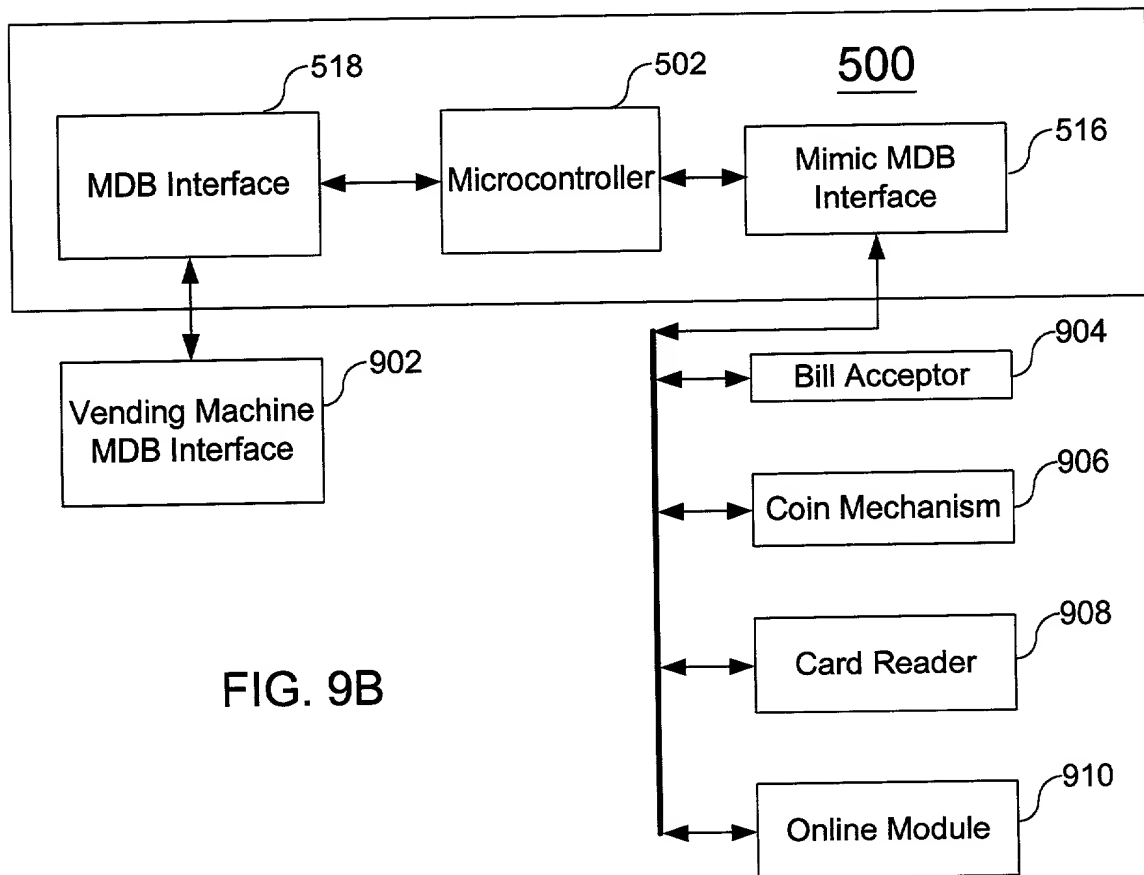 518
502
500
516
MDB Interface
Microcontroller
Mimic MDB
Interface
902
Vending Machine
MDB Interface
904
Bill Acceptor
906
Coin Mechanism
908
Card Reader
910
Online Module
FIG. 9B